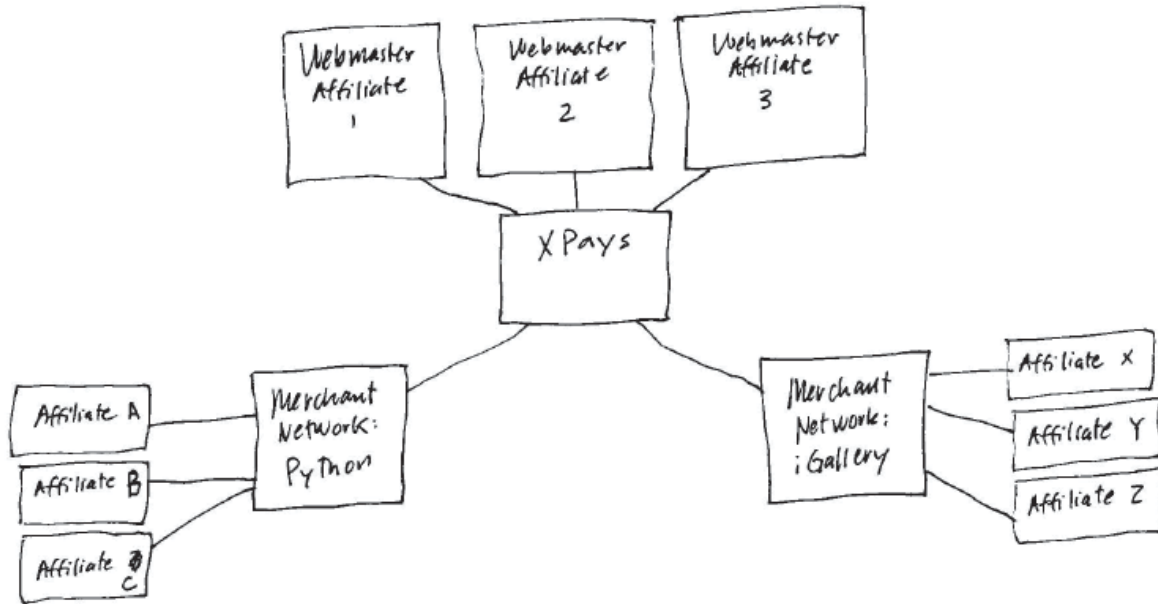 Webmaster
Affiliate
1
Webmaster
Affiliate
2
Webmaster
Affiliate
3
XPays
Merchant
Network:
Python
Merchant
Network:
iGallery
Affiliate A
Affiliate B
Affiliate
C
Affiliate X
Affiliate Y
Affiliate Z